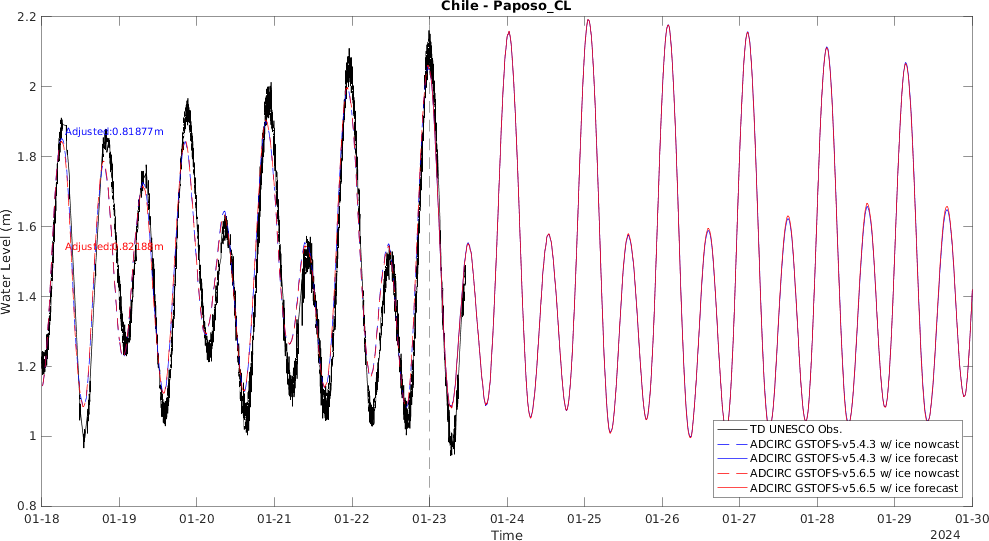 Chile - Paposo_CL
2.2
2
1.8
1.6
1.4
1.2
1
0.8
Water Level (m)
Adjusted:0.81877m
Adjusted:0.82188m
TD UNESCO Obs.
ADCIRC GSTOFS-v5.4.3 w/ ice nowcast
ADCIRC GSTOFS-v5.4.3 w/ ice forecast
ADCIRC GSTOFS-v5.6.5 w/ ice nowcast
ADCIRC GSTOFS-v5.6.5 w/ ice forecast
01-18 01-19 01-20 01-21 01-22 01-23 01-24 01-25 01-26 01-27 01-28 01-29 01-30
Time
2024